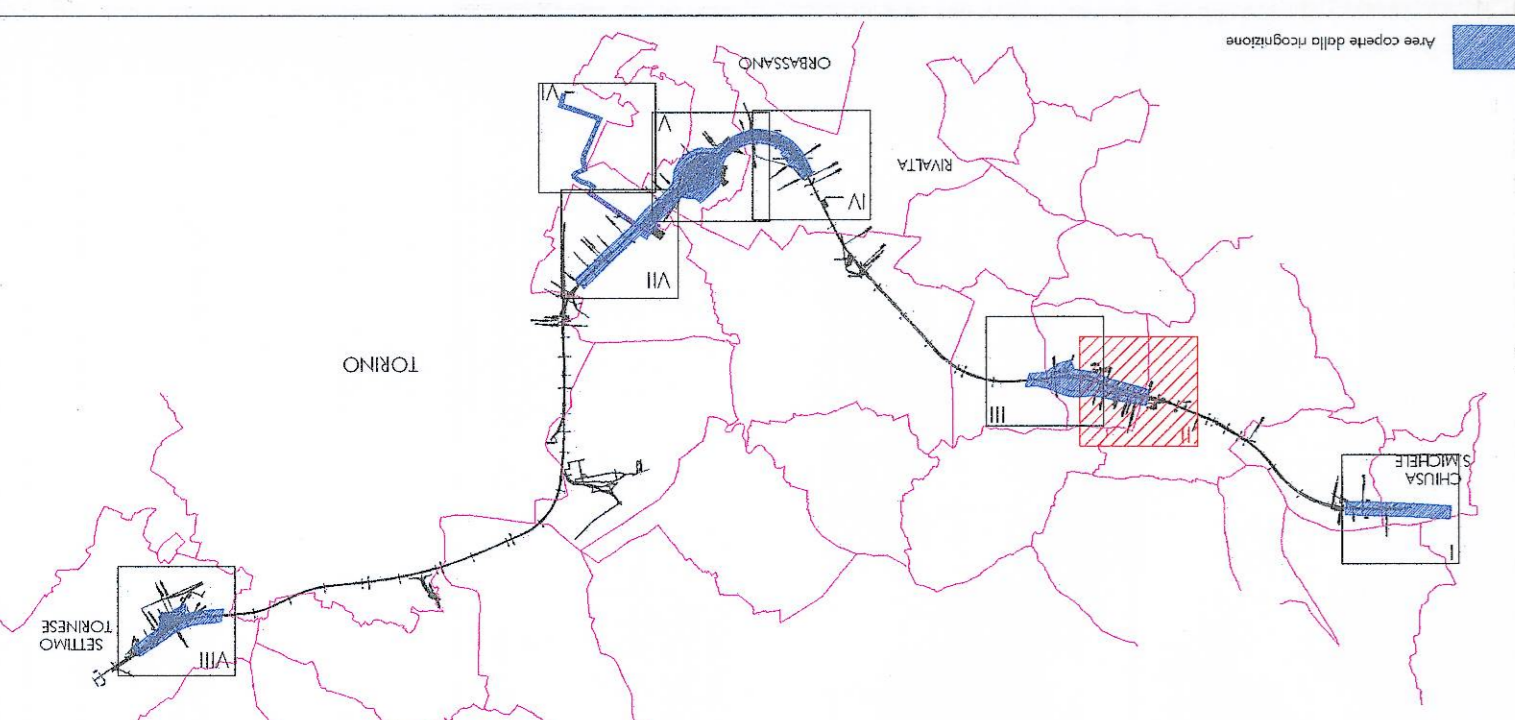 Aree coperte dalla ricognizione
ORBASSANO
RIVALTA
VI
V
IV
VII
TORINO
III
II
CHIUSA
S.MICHELE
I
SETTIMO
TORINESE
VIII